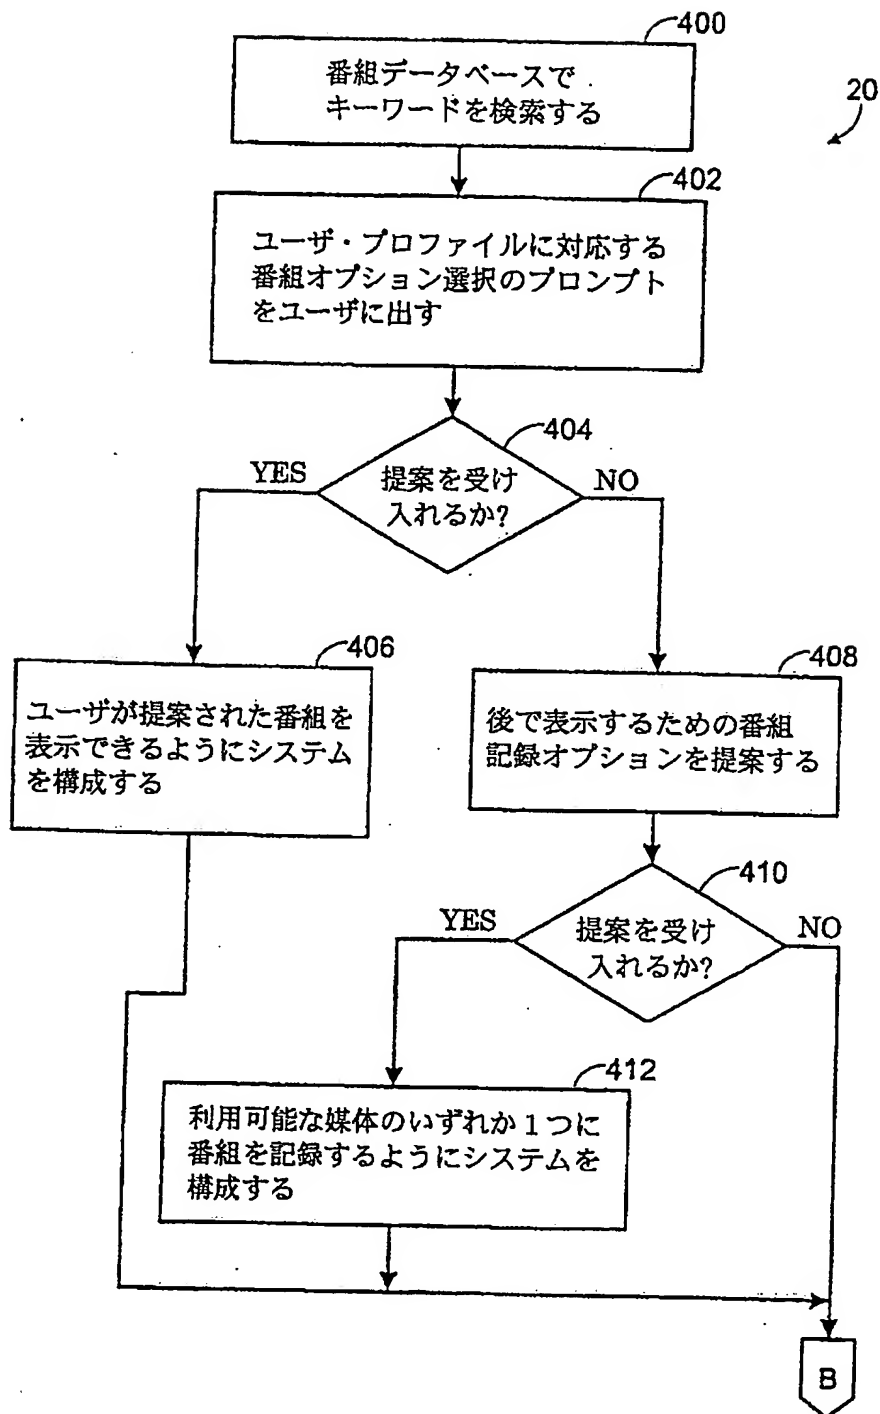 400
番組データベースで
キーワードを検索する
20
402
ユーザ・プロファイルに対応する
番組オプション選択のプロンプト
をユーザに出す
404
YES
提案を受け
入れるか?
NO
406
ユーザが提案された番組を
表示できるようにシステム
を構成する
408
後で表示するための番組
記録オプションを提案する
410
YES
提案を受け
入れるか?
NO
412
利用可能な媒体のいずれか1つに
番組を記録するようにシステムを
構成する
B